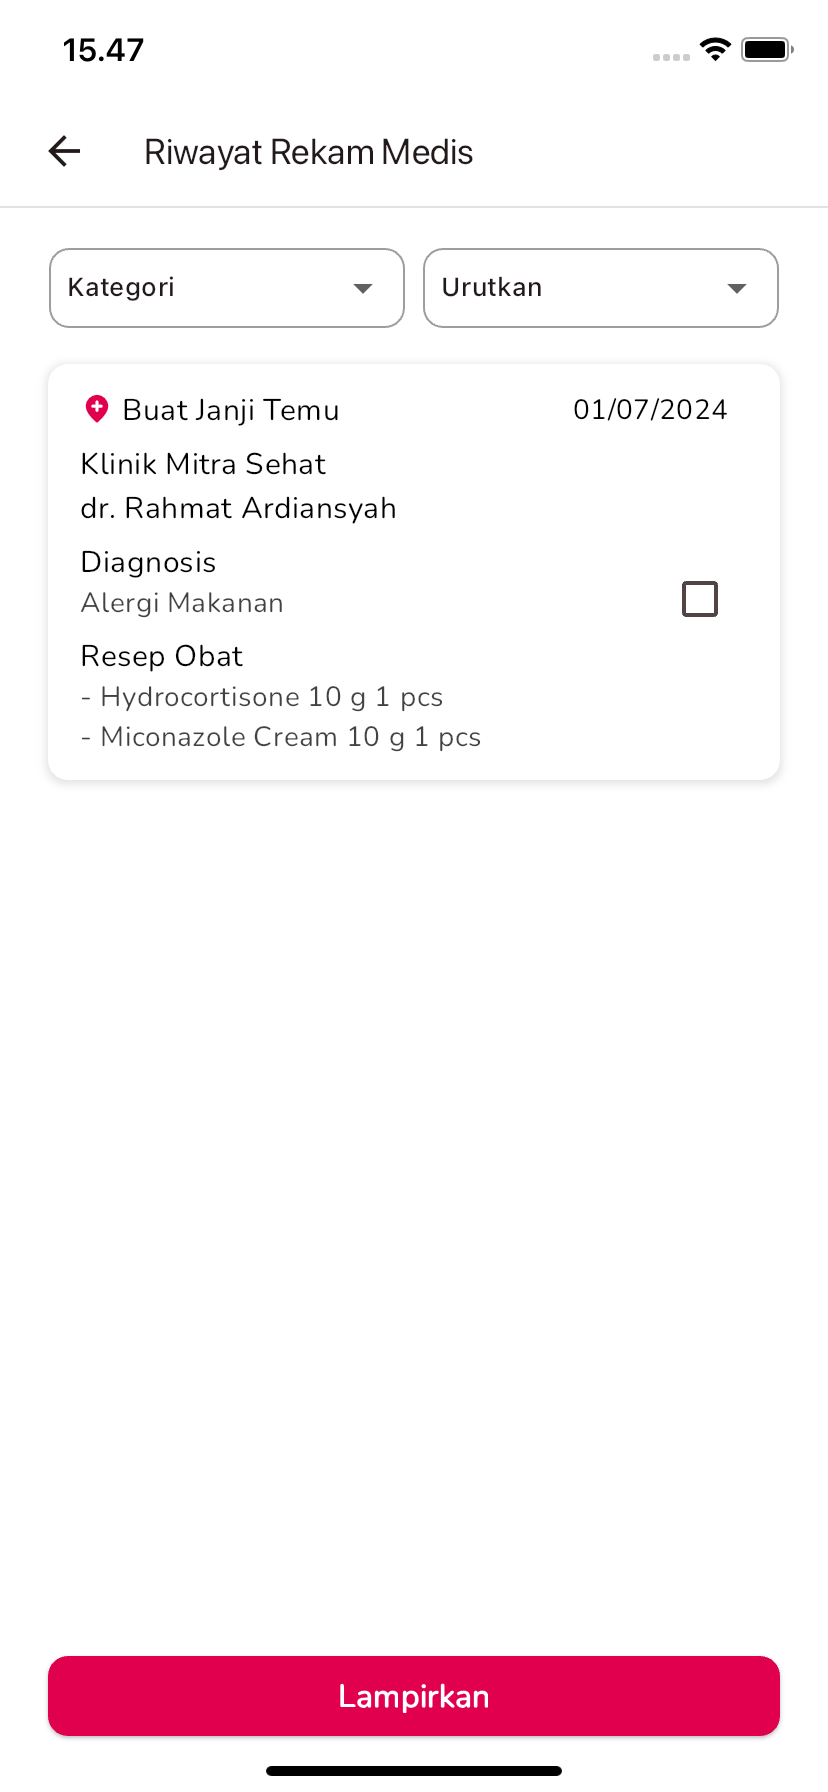 15.47
Riwayat Rekam Medis
Kategori
Urutkan
Buat Janji Temu 01/07/2024
Klinik Mitra Sehat
dr. Rahmat Ardiansyah
Diagnosis
Alergi Makanan
Resep Obat
- Hydrocortisone 10 g 1 pcs
- Miconazole Cream 10 g 1 pcs
Lampirkan